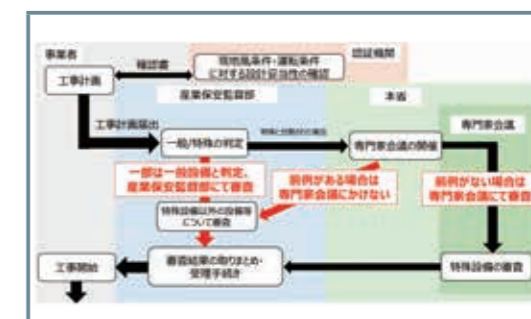 事業者
認証機関
確認書
現地風条件・運転条件
に対する設計妥当性の確認
工事計画
産業保安監督部
本省
工事計画届出
専門家会議
一般/特殊の判定
専門家会議の開催
一部は一般設備と判定、
産業保安監督部にて審査
前例がある場合は
専門家会議にかけない
前例がない場合は
専門家会議にて審査
特殊設備以外の設備等
について審査
工事開始
審査結果の取りまとめ・
受理手続き
特殊設備の審査